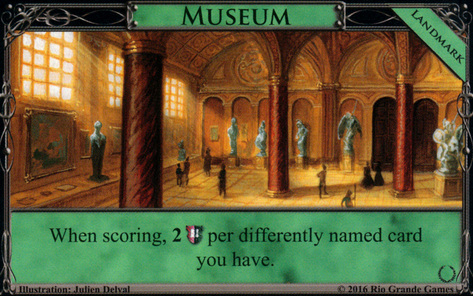 MUSEUM
LANDMARK
When scoring, 2 per differently named card
you have.
Illustration: Julien Delval
© 2016 Rio Grande Games